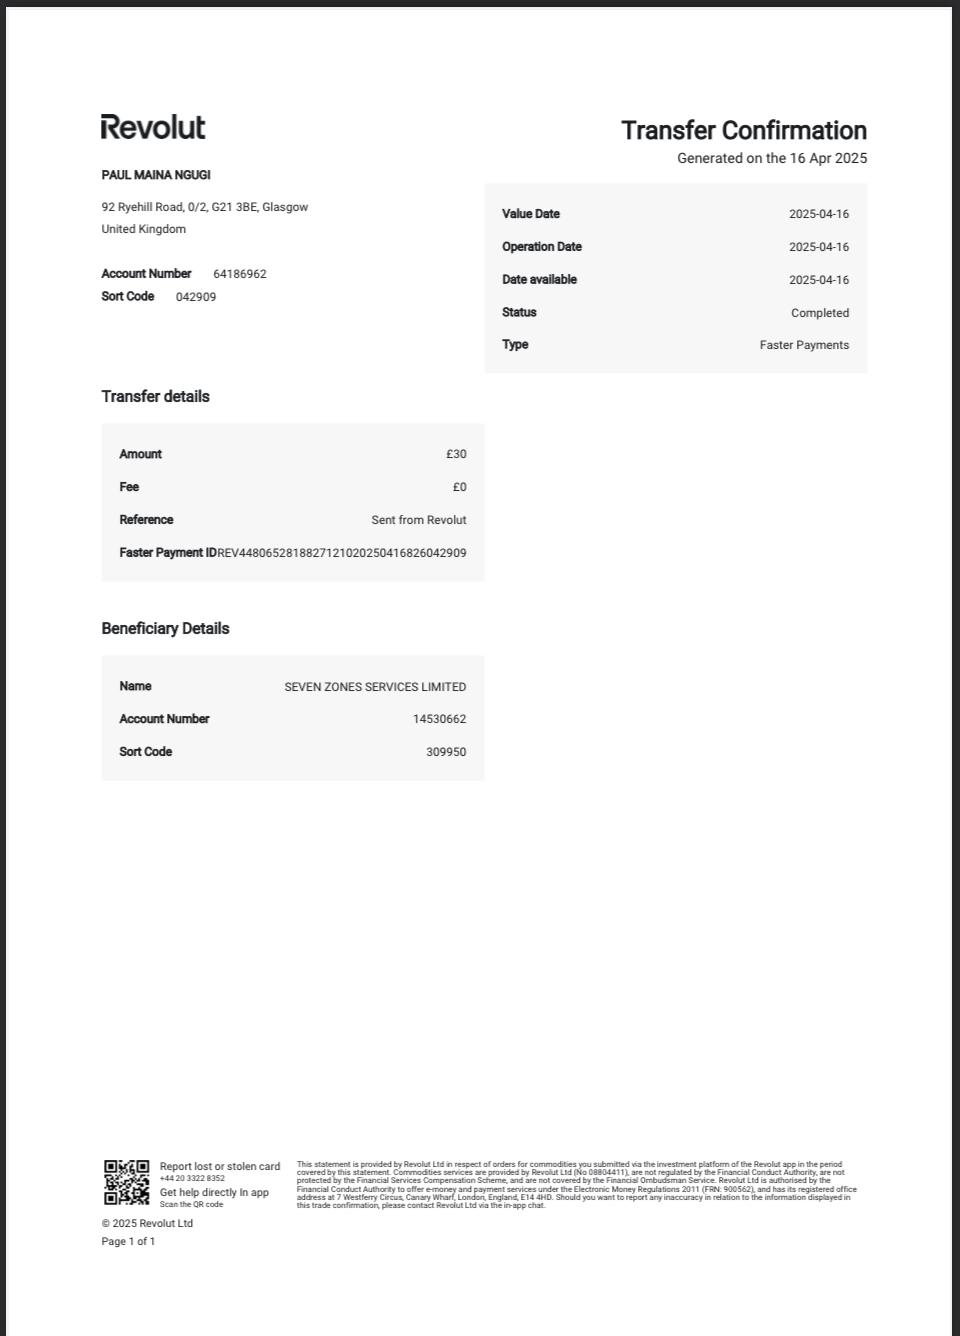 Revolut
Transfer Confirmation
Generated on the 16 Apr 2025
PAUL MAINA NGUGI
92 Ryehill Road, 0/2, G21 3BE, Glasgow
United Kingdom
Account Number 64186962
Sort Code 042909
Value Date 2025-04-16
Operation Date 2025-04-16
Date available 2025-04-16
Status Completed
Type Faster Payments
Transfer details
Amount £30
Fee £0
Reference Sent from Revolut
Faster Payment IDREV4480652818827121020250416826042909
Beneficiary Details
Name SEVEN ZONES SERVICES LIMITED
Account Number 14530662
Sort Code 309950
Report lost or stolen card
+44 20 3322 8352
Get help directly In app
Scan the QR code
This statement is provided by Revolut Ltd in respect of orders for commodities you submitted via the investment platform of the Revolut app in the period
covered by this statement. Commodities services are provided by Revolut Ltd (No 08804411), are not regulated by the Financial Conduct Authority, are not
protected by the Financial Services Compensation Scheme, and are not covered by the Financial Ombudsman Service. Revolut Ltd is authorised by the
Financial Conduct Authority to offer e-money and payment services under the Electronic Money Regulations 2011 (FRN: 900562), and has its registered office
address at 7 Westferry Circus, Canary Wharf, London, England, E14 4HD. Should you want to report any inaccuracy in relation to the information displayed in
this trade confirmation, please contact Revolut Ltd via the in-app chat.
© 2025 Revolut Ltd
Page 1 of 1